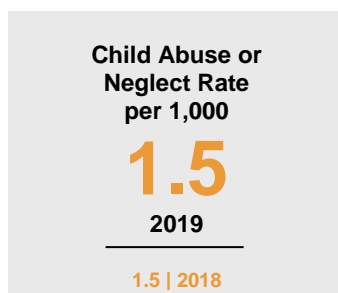 Child Abuse or
Neglect Rate
per 1,000
1.5
2019
1.5 | 2018